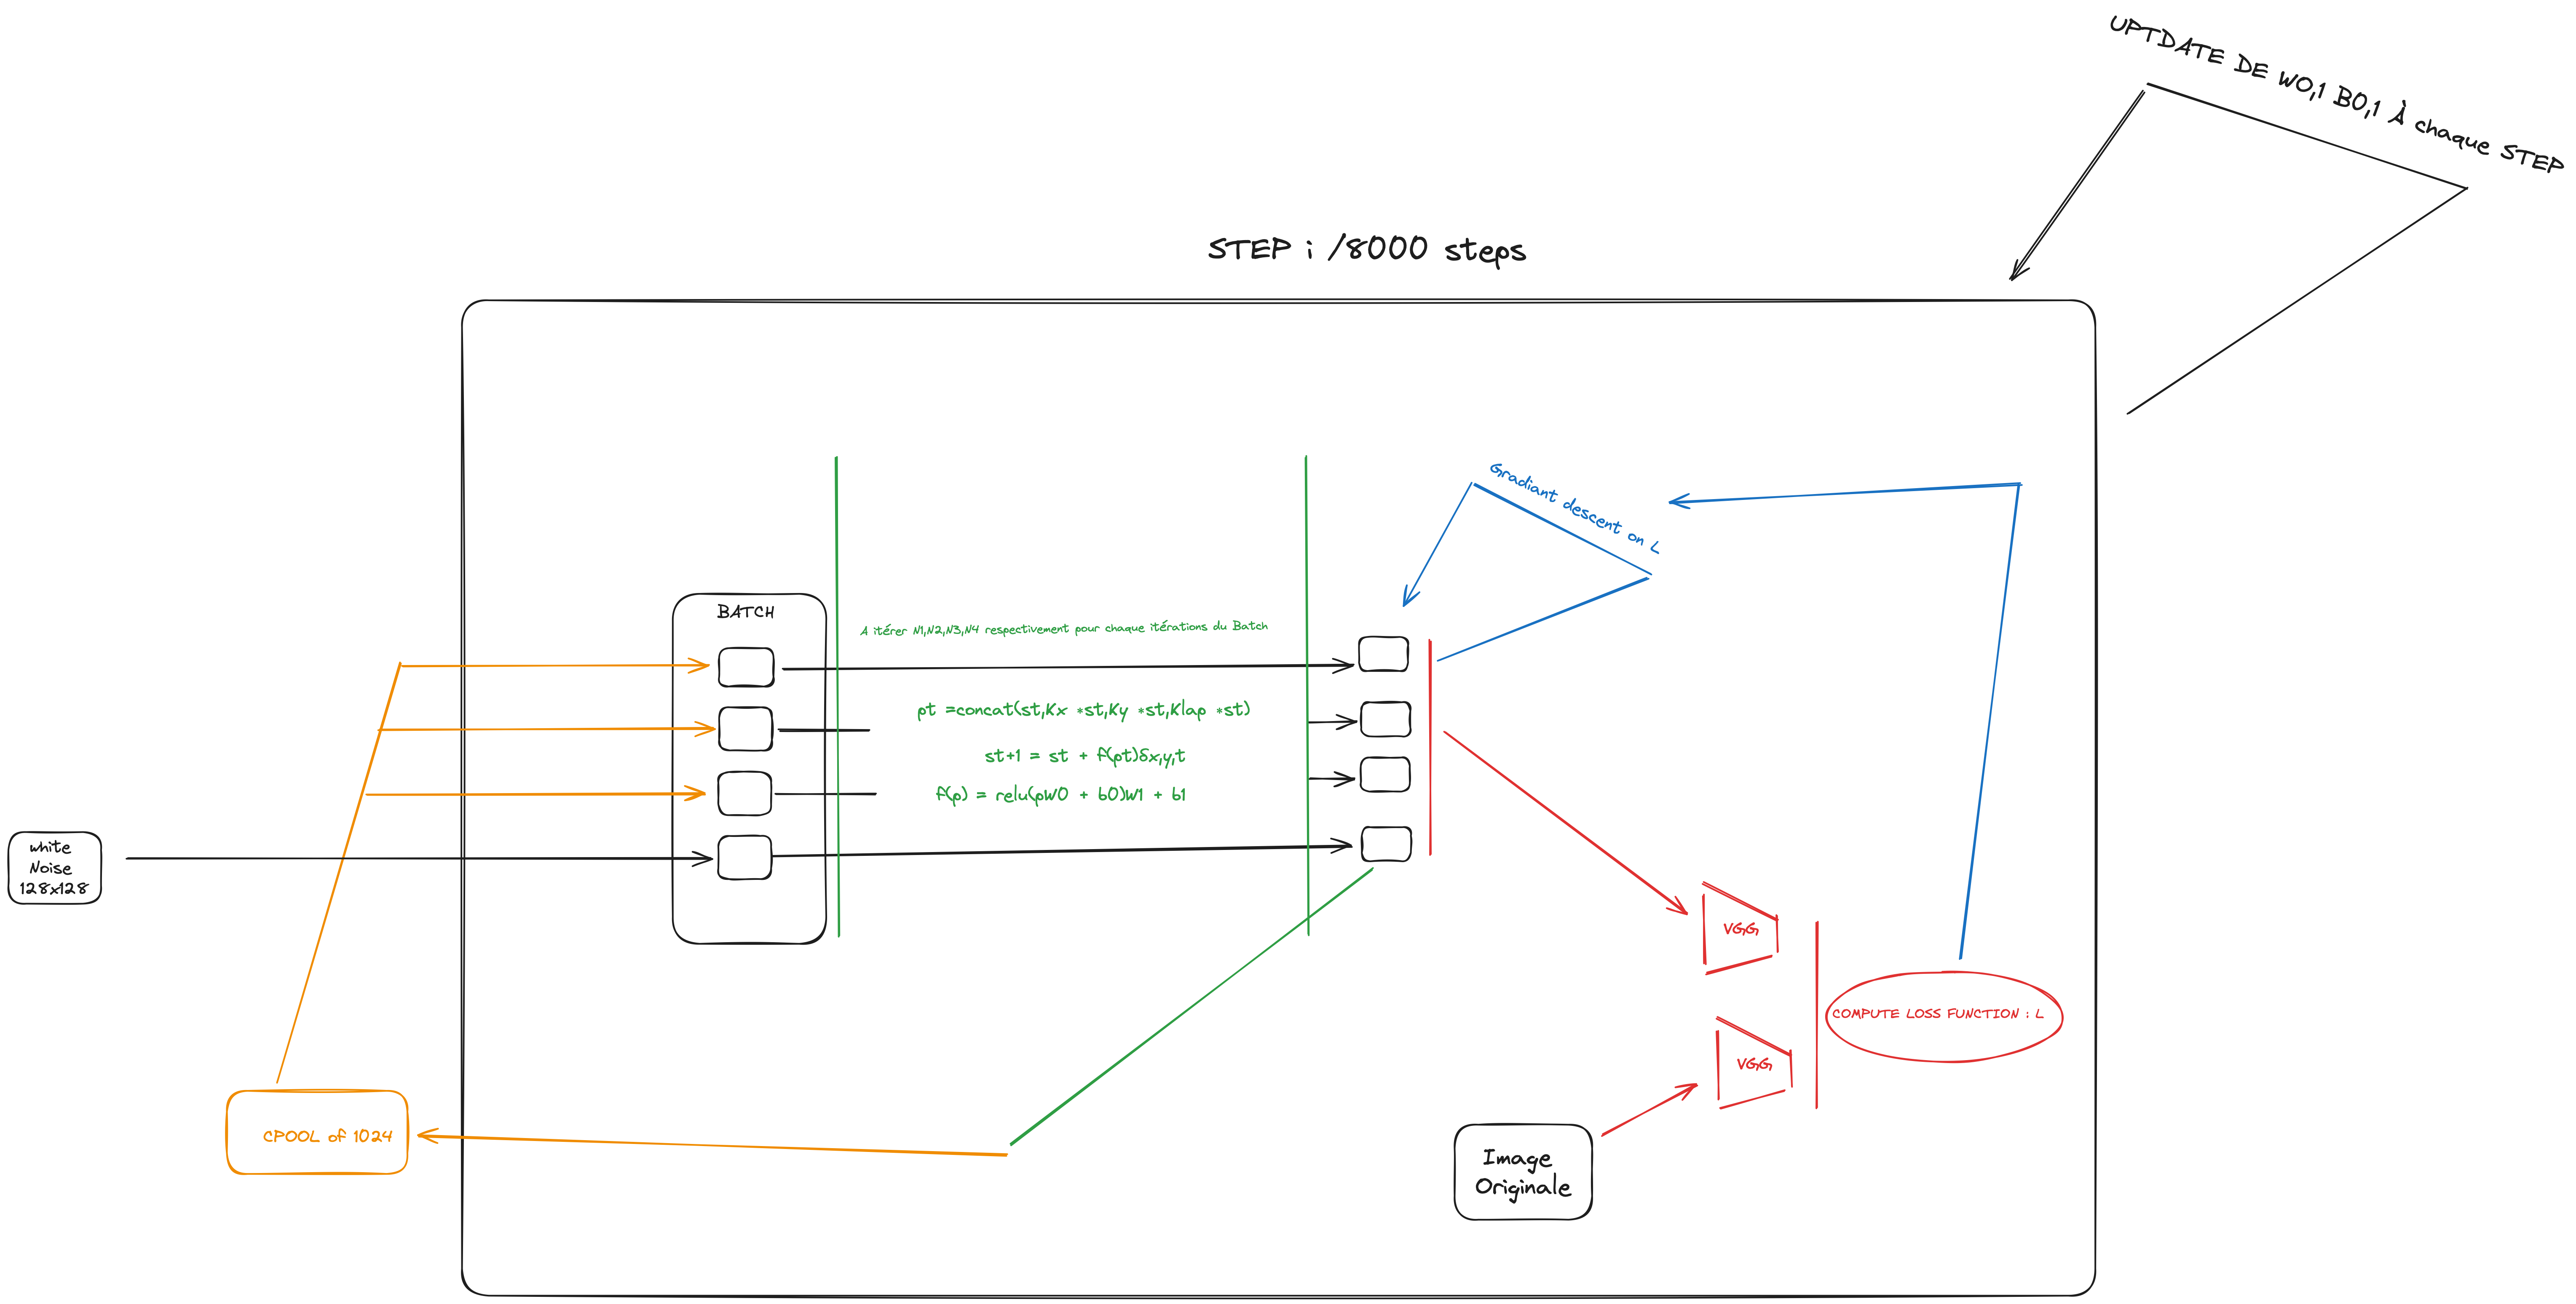 UPTDATE DE W0,1 B0,1 À chaque STEP
STEP i /8000 steps
Gradiant descent on L
BATCH
A itérer N1,N2,N3,N4 respectivement pour chaque itérations du Batch
pt =concat(st,Kx *st,Ky *st,Klap *st)
st+1 = st + f(pt)δx,y,t
f(p) = relu(pW0 + b0)W1 + b1
white
Noise
128x128
VGG
COMPUTE LOSS FUNCTION : L
VGG
CPOOL of 1024
Image
Originale